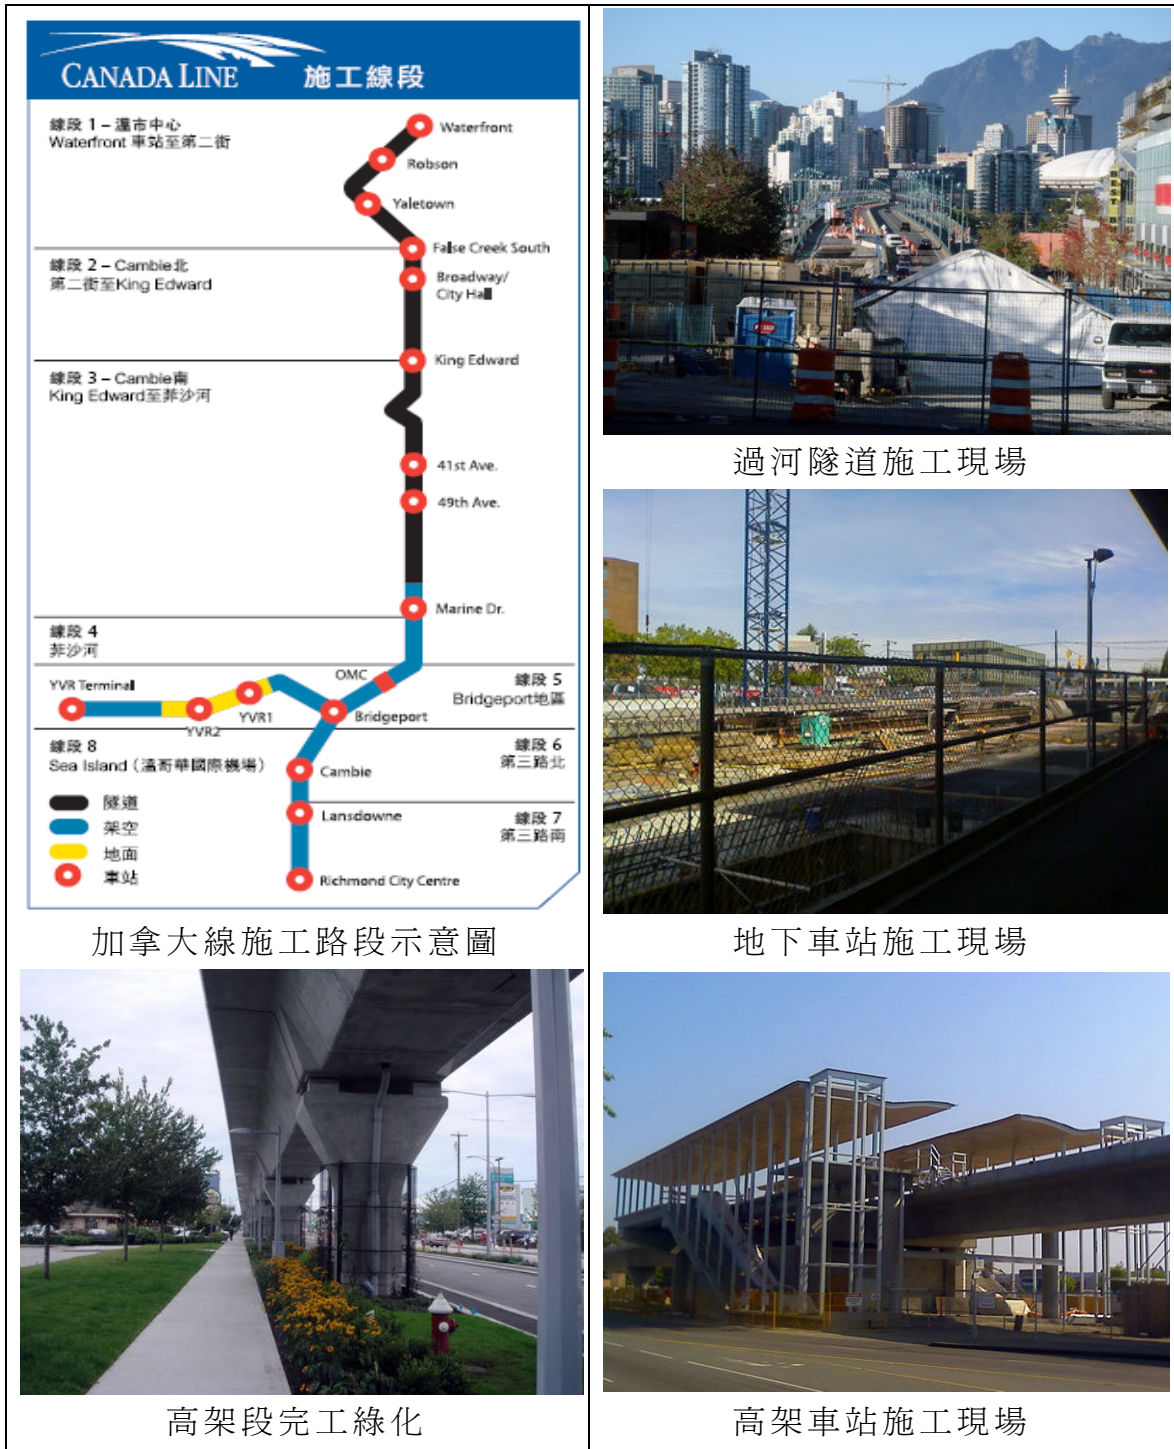 CANADA LINE 施工線段
線段 1 – 溫市中心
Waterfront 車站至第二街
Waterfront
Robson
Yaletown
False Creek South
線段 2 – Cambie北
第二街至King Edward
Broadway/
City Hall
King Edward
線段 3 – Cambie南
King Edward至菲沙河
41st Ave.
49th Ave.
Marine Dr.
線段 4
菲沙河
OMC
線段 5
Bridgeport地區
YVR Terminal
YVR1
YVR2
Bridgeport
線段 8
Sea Island（溫哥華國際機場）
線段 6
第三路北
Cambie
隧道
架空
地面
車站
Lansdowne
線段 7
第三路南
Richmond City Centre
加拿大線施工路段示意圖
過河隧道施工現場
地下車站施工現場
高架段完工綠化
高架車站施工現場